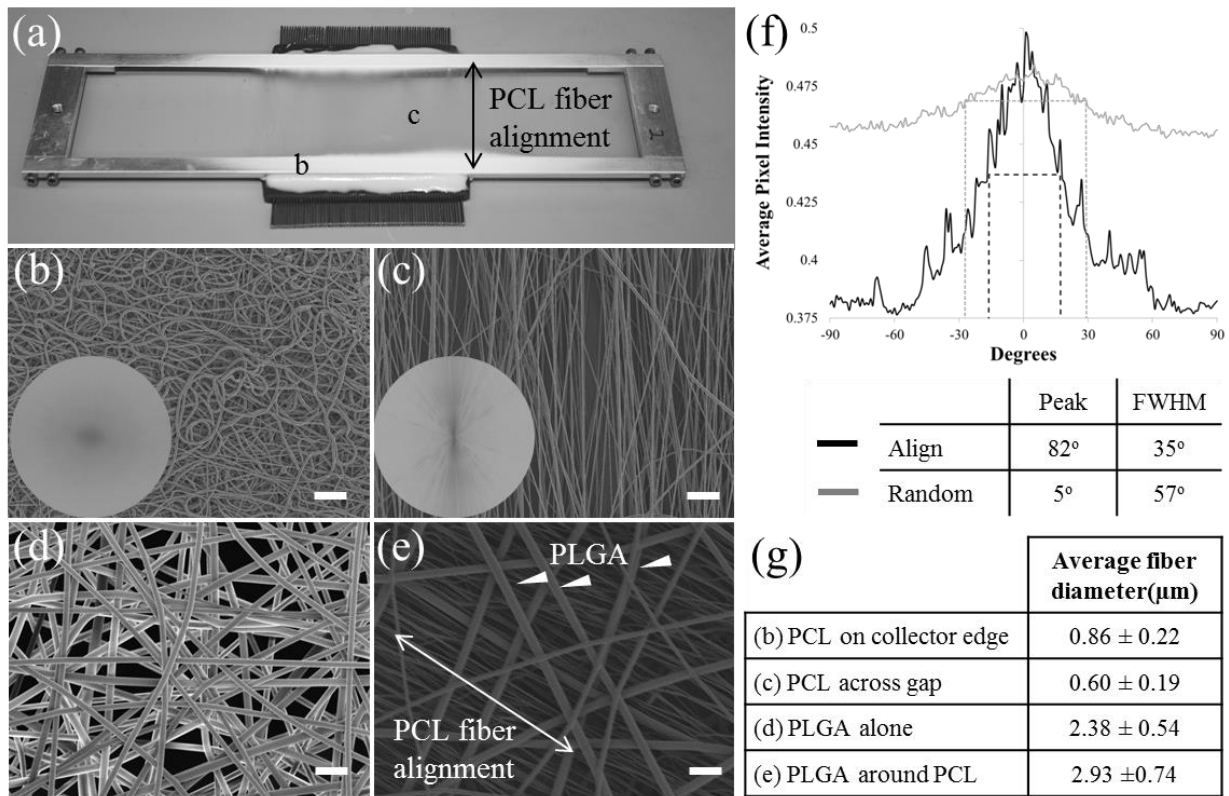 (a)
PCL fiber
alignment
c
b
(b)
(c)
(d)
(e)
PLGA
PCL fiber
alignment
(f)
Average Pixel Intensity
0.5
0.475
0.45
0.425
0.4
0.375
-90 -60 -30 0 30 60 90
Degrees
Peak FWHM
Align 82° 35°
Random 5° 57°
(g)
Average fiber
diameter(µm)
(b) PCL on collector edge 0.86 ± 0.22
(c) PCL across gap 0.60 ± 0.19
(d) PLGA alone 2.38 ± 0.54
(e) PLGA around PCL 2.93 ±0.74